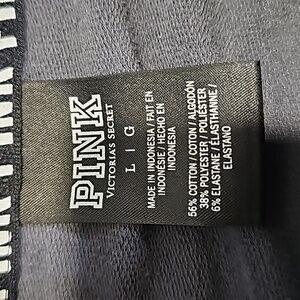 PINK
VICTORIA'S SECRET
L | G
MADE IN INDONESIA / FAIT EN
INDONÉSIE / HECHO EN
INDONESIA
56% COTTON / COTON / ALGODÓN
38% POLYESTER / POLIÉSTER
6% ELASTANE / ÉLASTHANNE /
ELASTANO